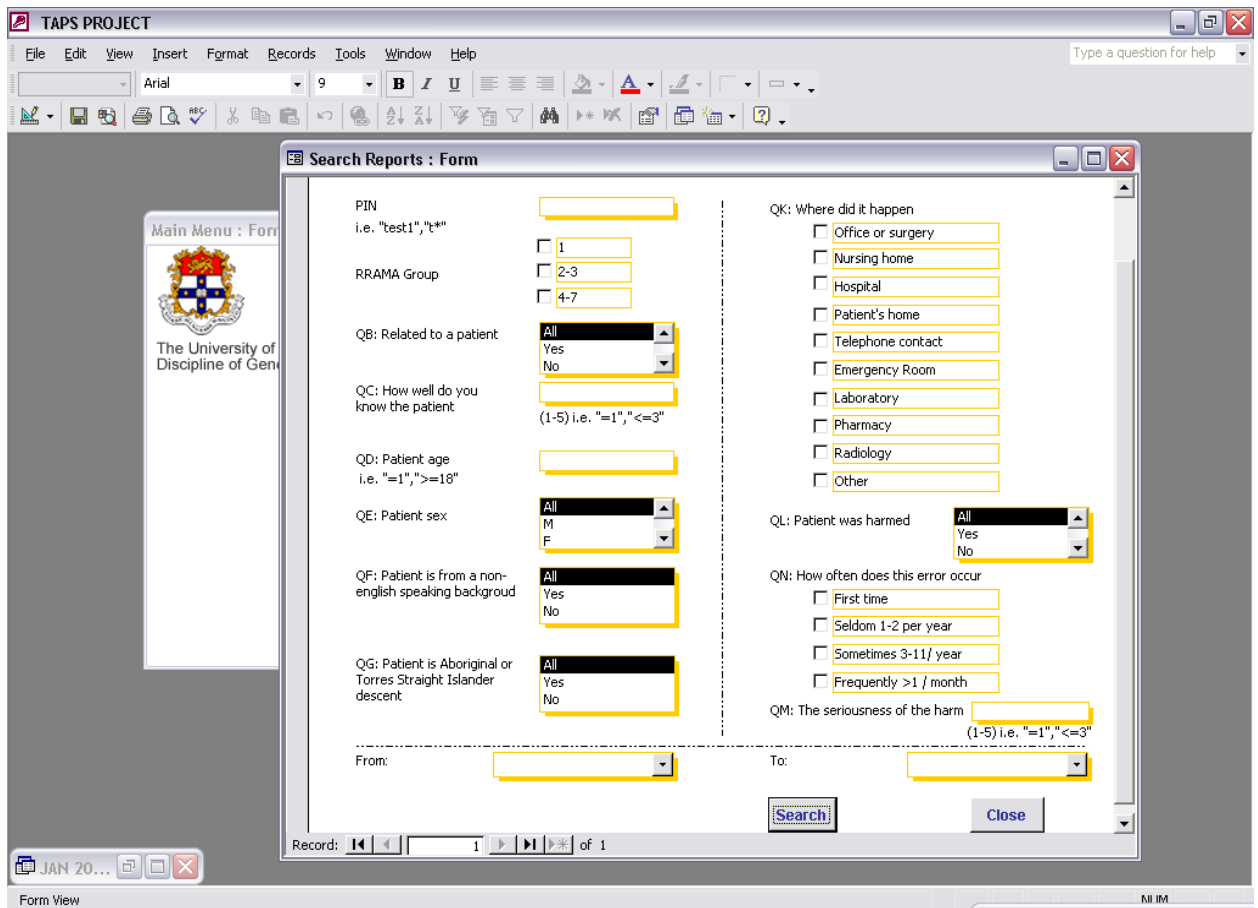 TAPS PROJECT
File Edit View Insert Format Records Tools Window Help
Type a question for help
Arial 9 B I U A
Search Reports : Form
Main Menu : Form
The University of
Discipline of Gen
PIN
i.e. "test1","t*"
RRAMA Group
1
2-3
4-7
QB: Related to a patient
All
Yes
No
QC: How well do you
know the patient
(1-5) i.e. "=1","<=3"
QD: Patient age
i.e. "=1",">=18"
QE: Patient sex
All
M
F
QF: Patient is from a non-
english speaking backgroud
All
Yes
No
QG: Patient is Aboriginal or
Torres Straight Islander
descent
All
Yes
No
QK: Where did it happen
Office or surgery
Nursing home
Hospital
Patient's home
Telephone contact
Emergency Room
Laboratory
Pharmacy
Radiology
Other
QL: Patient was harmed
All
Yes
No
QN: How often does this error occur
First time
Seldom 1-2 per year
Sometimes 3-11/ year
Frequently >1 / month
QM: The seriousness of the harm
(1-5) i.e. "=1","<=3"
From:
To:
Search
Close
Record: 1 of 1
JAN 20...
Form View
NUM